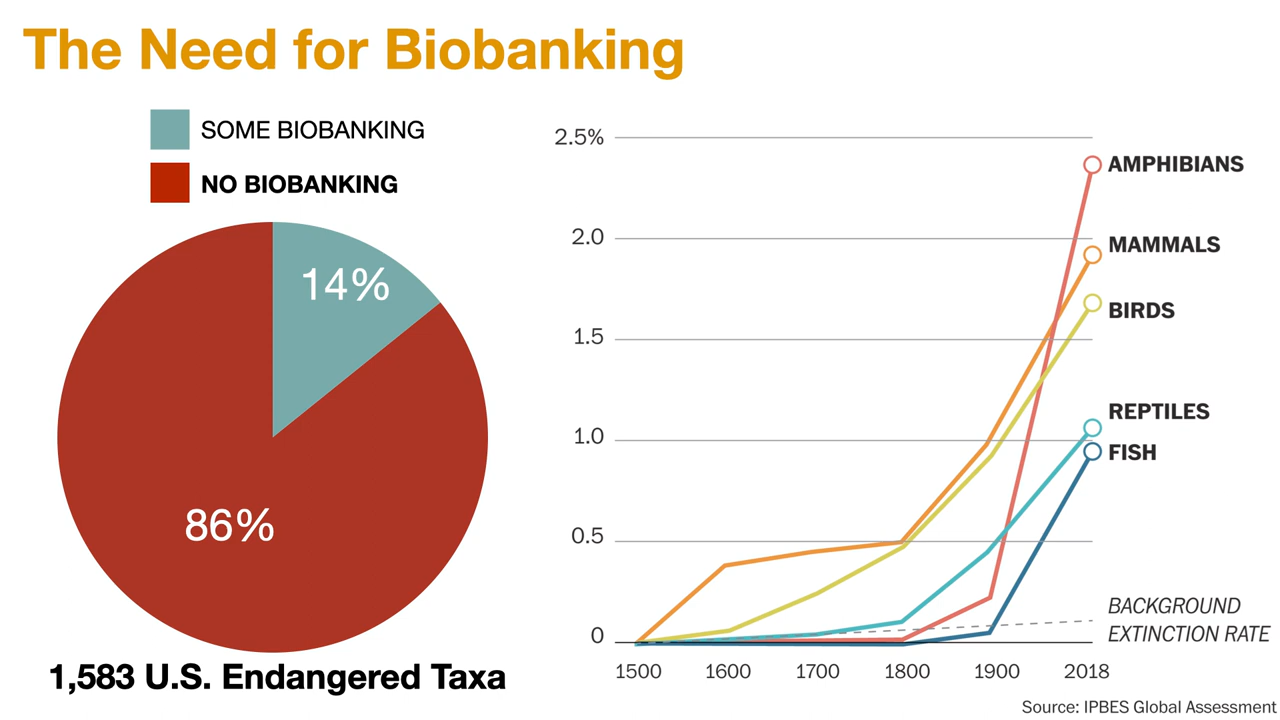 The Need for Biobanking
SOME BIOBANKING
NO BIOBANKING
14%
86%
1,583 U.S. Endangered Taxa
2.5%
2.0
1.5
1.0
0.5
0
1500
1600
1700
1800
1900
2018
AMPHIBIANS
MAMMALS
BIRDS
REPTILES
FISH
BACKGROUND
EXTINCTION RATE
Source: IPBES Global Assessment